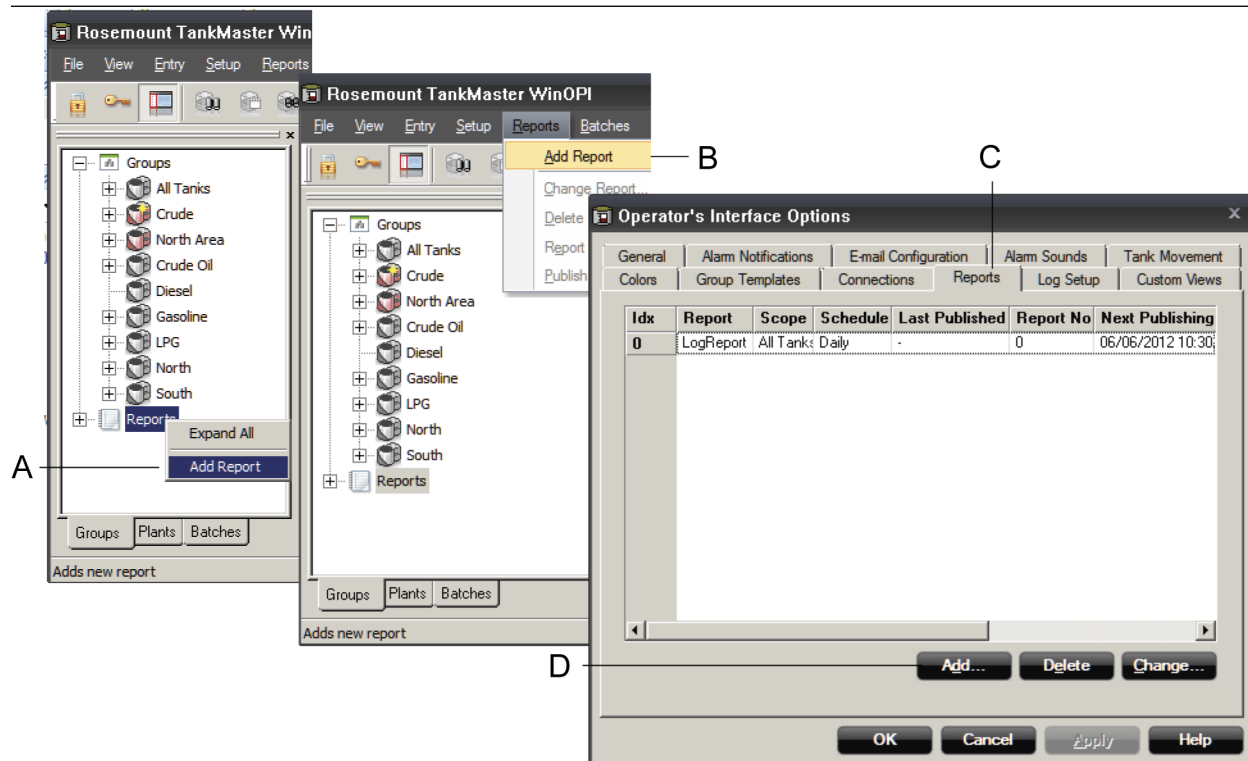 Rosemount TankMaster Win
File View Entry Setup Reports
Groups
All Tanks
Crude
North Area
Crude Oil
Diesel
Gasoline
LPG
North
South
Reports
Expand All
Add Report
A
Groups Plants Batches
Adds new report
Rosemount TankMaster WinOPI
File View Entry Setup Reports Batches
Add Report
B
Change Report...
Delete
Report
Publish
Groups
All Tanks
Crude
North Area
Crude Oil
Diesel
Gasoline
LPG
North
South
Reports
Groups Plants Batches
Adds new report
C
Operator's Interface Options x
General Alarm Notifications E-mail Configuration Alarm Sounds Tank Movement
Colors Group Templates Connections Reports Log Setup Custom Views
Idx Report Scope Schedule Last Published Report No Next Publishing
0 LogReport All Tanks Daily - 0 06/06/2012 10:30
D
Add... Delete Change...
OK Cancel Apply Help